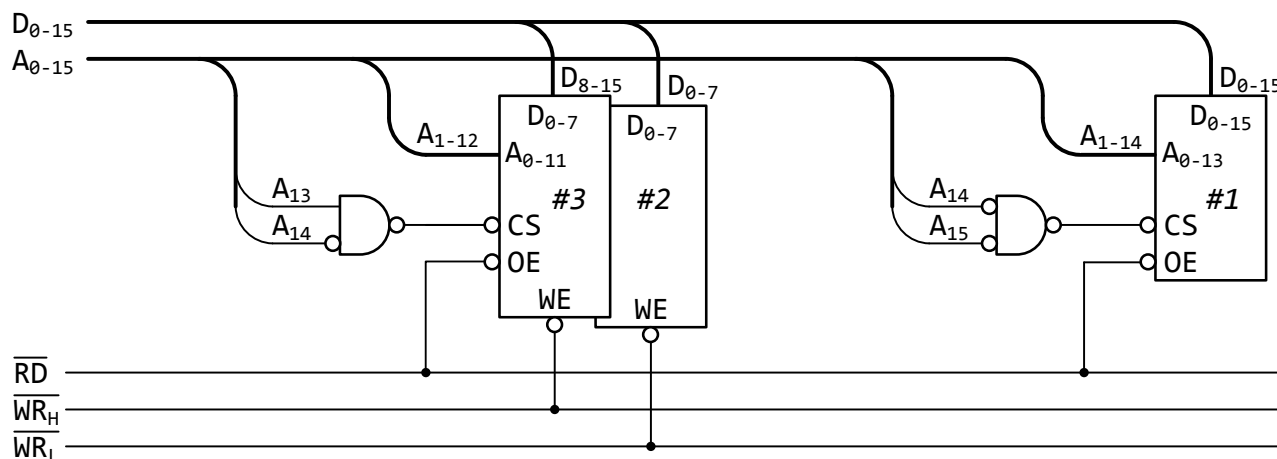 D0-15
A0-15
D8-15 D0-7 D0-15
D0-7 D0-7 D0-15
A1-12 A1-14
A0-11 A0-13
A13 #3 #2 A14 #1
A14 CS A15 CS
OE OE
WE WE
RD
WRH
WRL